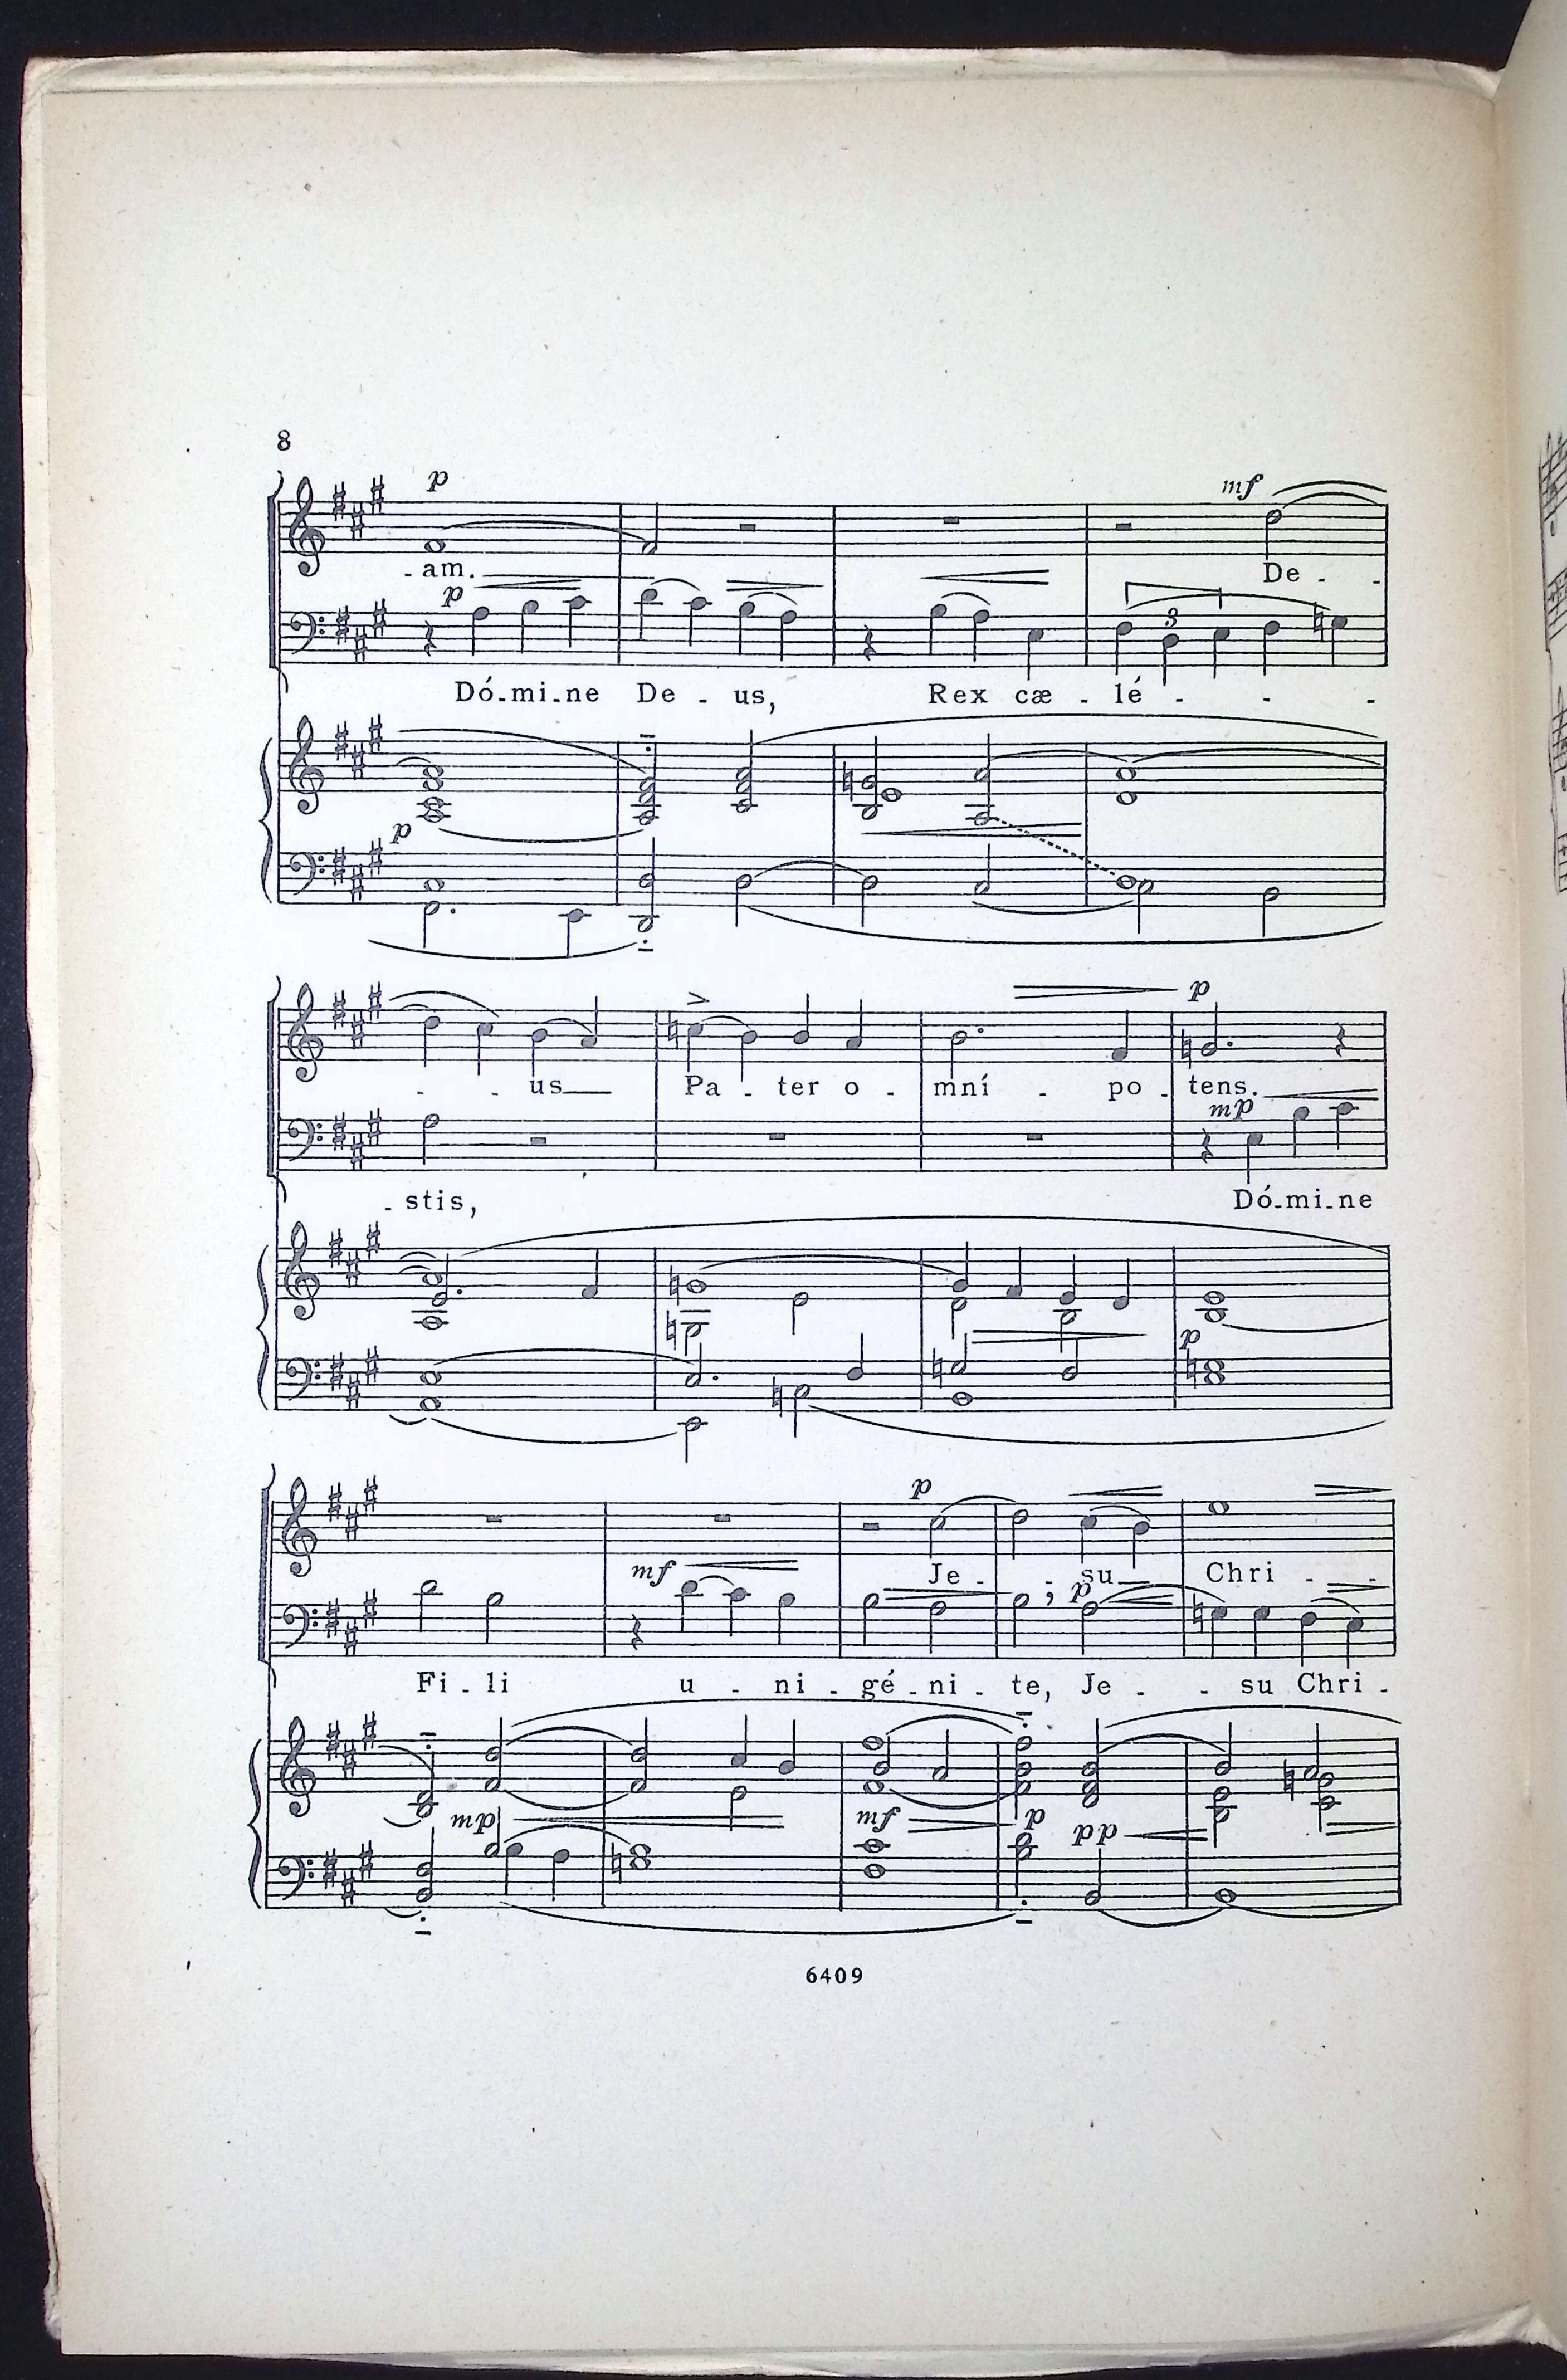 8
p
mf
- am.
De - -
p
3
Dó-mi-ne De - us, Rex cæ - lé - - -
p
p
- - us Pa - ter o - mní - po - tens.
mp
- stis, Dó-mi-ne
p
p
mf
Je - - su Chri - -
p
Fi - li u - ni - gé - ni - te, Je - - su Chri -
mp mf p pp
6409